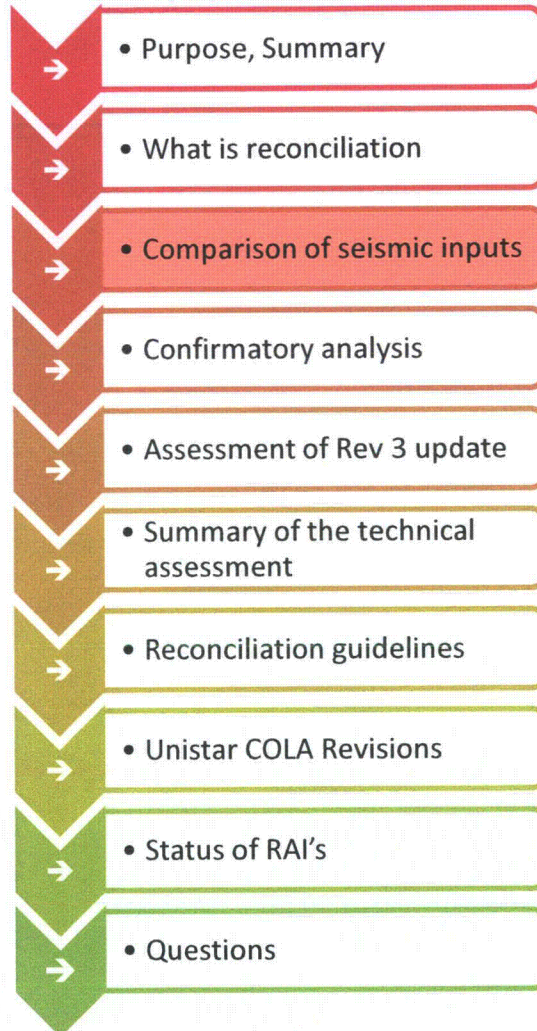 → • Purpose, Summary
→ • What is reconciliation
→ • Comparison of seismic inputs
→ • Confirmatory analysis
→ • Assessment of Rev 3 update
→ • Summary of the technical
assessment
→ • Reconciliation guidelines
→ • Unistar COLA Revisions
→ • Status of RAI's
→ • Questions